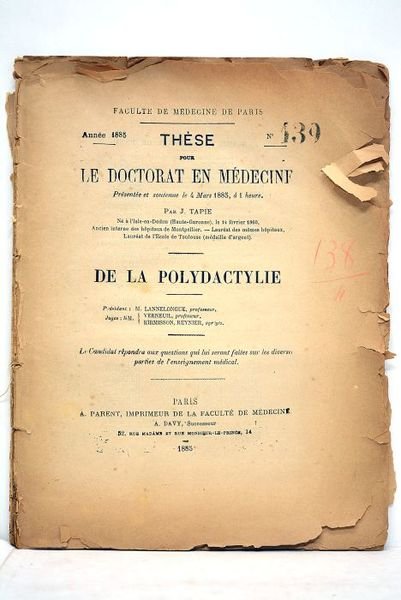 FACULTÉ DE MÉDECINE DE PARIS
Année 1885
THÈSE
N° 139
POUR
LE DOCTORAT EN MÉDECINE
Présentée et soutenue le 4 Mars 1885, à 1 heure.
PAR J. TAPIE
Né à l'Isle-en-Dodon (Haute-Garonne), le 14 février 1860,
Ancien interne des hôpitaux de Montpellier. — Lauréat des mêmes hôpitaux,
Lauréat de l'École de Toulouse (médaille d'argent).
DE LA POLYDACTYLIE
Président : M. LANNELONGUE, professeur,
Juges : MM. VERNEUIL, professeur,
KIRMISSON, REYNIER, agrégés.
Le Candidat répondra aux questions qui lui seront faites sur les diverses
parties de l'enseignement médical.
PARIS
A. PARENT, IMPRIMEUR DE LA FACULTÉ DE MÉDECINE
A. DAVY, Successeur
52, RUE MADAME ET RUE MONSIEUR-LE-PRINCE, 14
1885